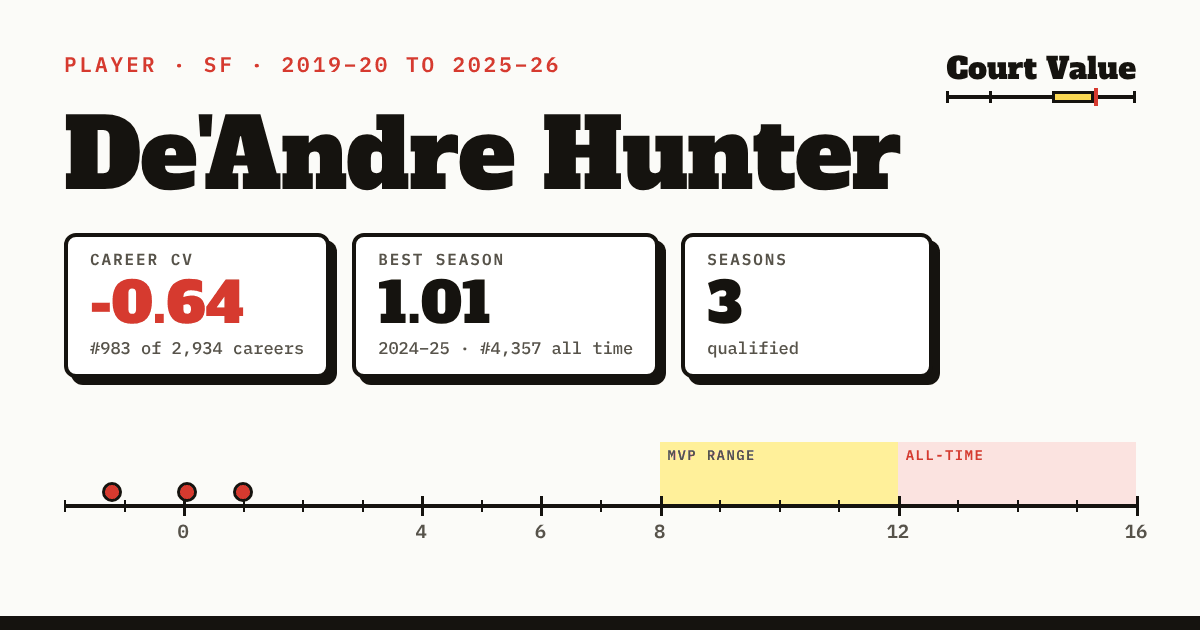 PLAYER · SF · 2019–20 TO 2025–26
Court Value
De'Andre Hunter
CAREER CV
-0.64
#983 of 2,934 careers
BEST SEASON
1.01
2024–25 · #4,357 all time
SEASONS
3
qualified
MVP RANGE
ALL-TIME
0 4 6 8 12 16